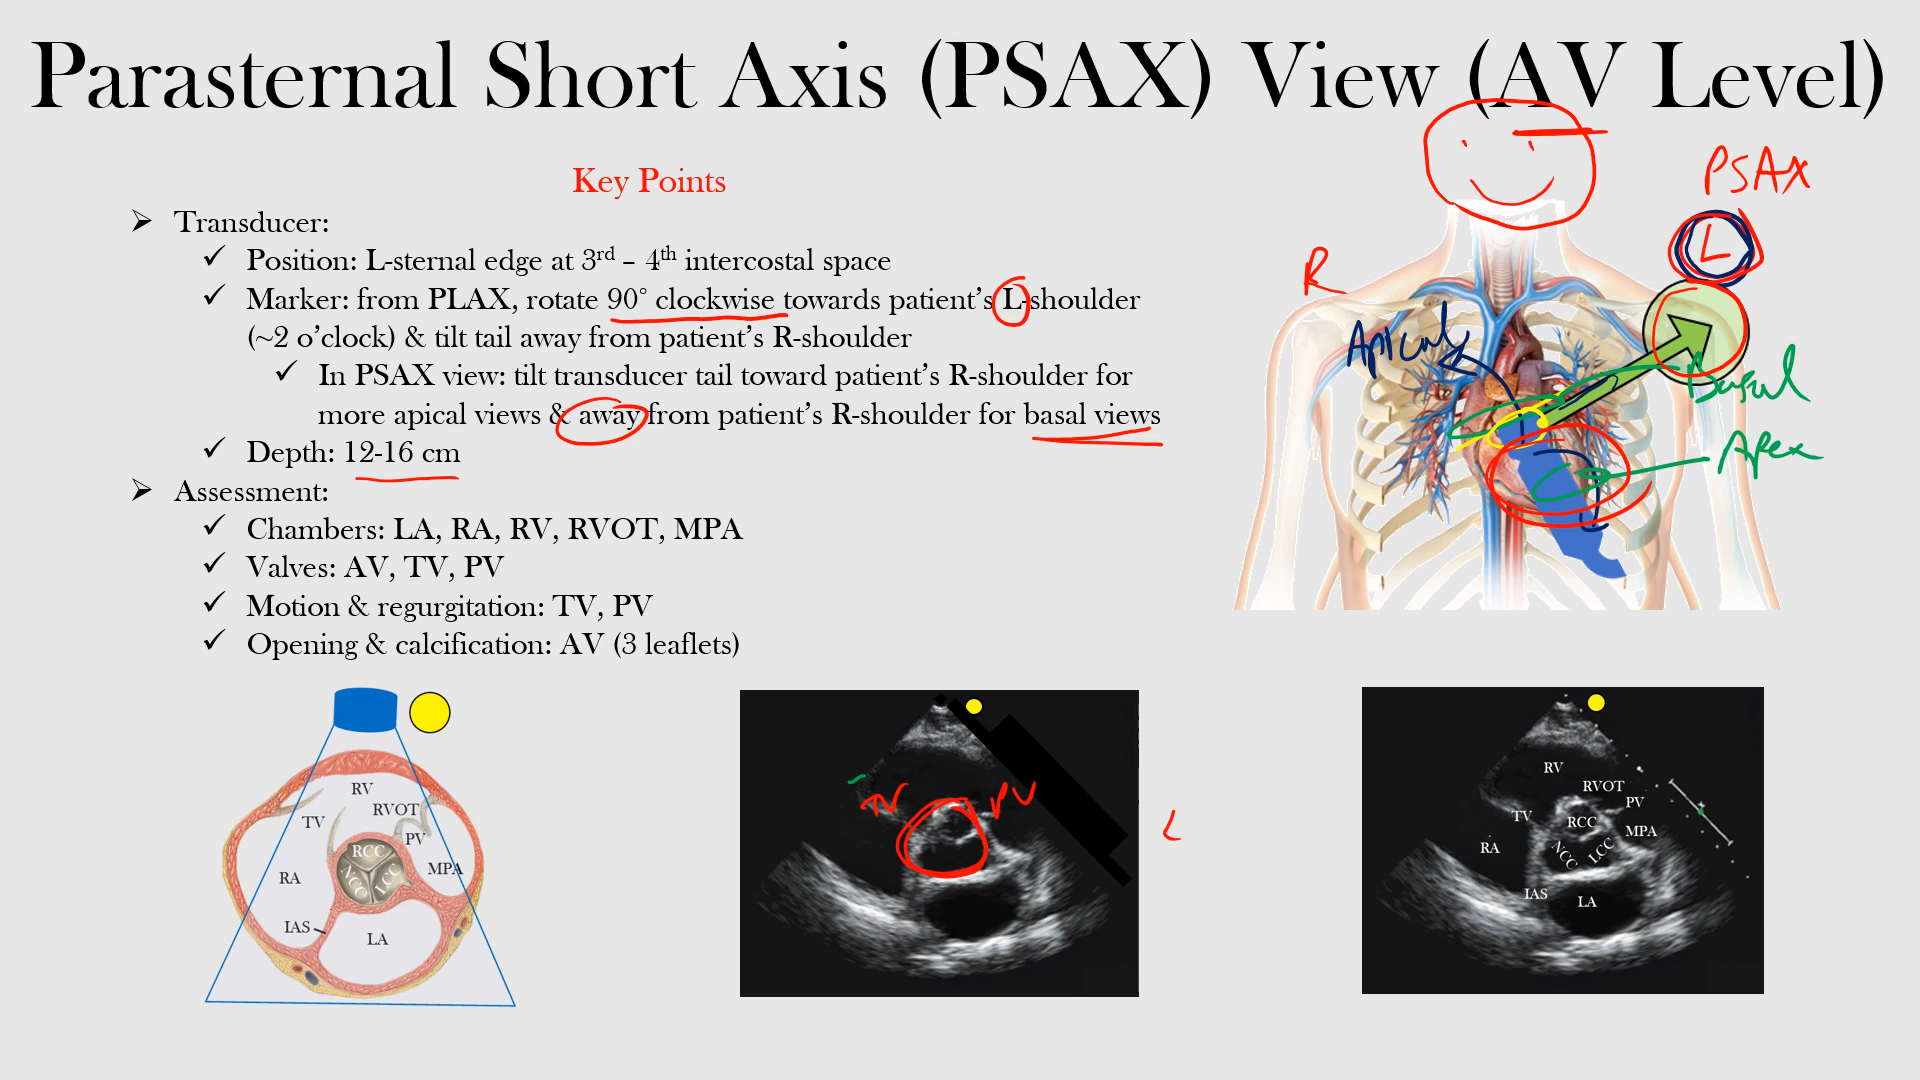 Parasternal Short Axis (PSAX) View (AV Level)
Key Points
➢ Transducer:
✓ Position: L-sternal edge at 3rd – 4th intercostal space
✓ Marker: from PLAX, rotate 90° clockwise towards patient's L-shoulder
(~2 o'clock) & tilt tail away from patient's R-shoulder
✓ In PSAX view: tilt transducer tail toward patient's R-shoulder for
more apical views & away from patient's R-shoulder for basal views
✓ Depth: 12-16 cm
➢ Assessment:
✓ Chambers: LA, RA, RV, RVOT, MPA
✓ Valves: AV, TV, PV
✓ Motion & regurgitation: TV, PV
✓ Opening & calcification: AV (3 leaflets)
PSAX
L
R
Apical
Basal
Apex
RV
RVOT
TV
PV
RCC
NCC
LCC
MPA
RA
IAS
LA
TV
PV
L
RV
RVOT
PV
TV
RCC
MPA
RA
NCC
LCC
IAS
LA